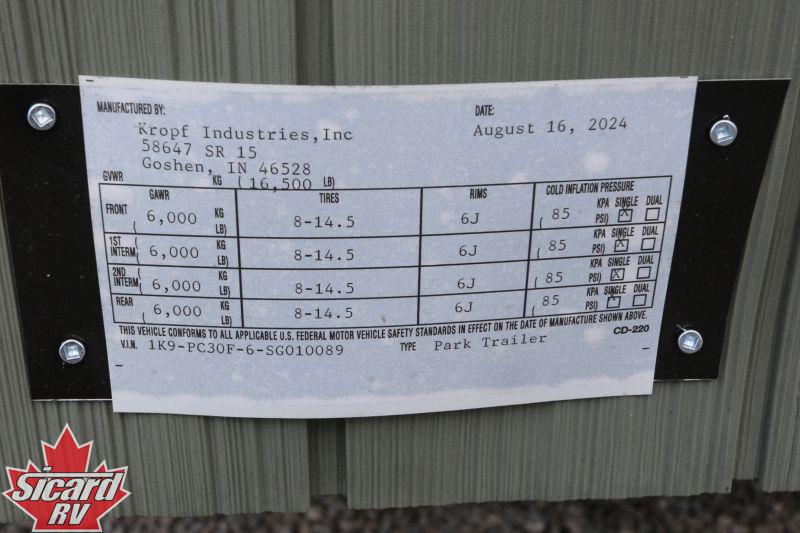 MANUFACTURED BY: DATE:
Kropf Industries,Inc August 16, 2024
58647 SR 15
Goshen, IN 46528
GVWR KG ( 16,500 LB)
GAWR TIRES RIMS COLD INFLATION PRESSURE
FRONT ( 6,000 KG LB) 8-14.5 6J ( 85 KPA PSI) SINGLE X DUAL
1ST INTERM ( 6,000 KG LB) 8-14.5 6J ( 85 KPA PSI) SINGLE X DUAL
2ND INTERM ( 6,000 KG LB) 8-14.5 6J ( 85 KPA PSI) SINGLE X DUAL
REAR ( 6,000 KG LB) 8-14.5 6J ( 85 KPA PSI) SINGLE X DUAL
THIS VEHICLE CONFORMS TO ALL APPLICABLE U.S. FEDERAL MOTOR VEHICLE SAFETY STANDARDS IN EFFECT ON THE DATE OF MANUFACTURE SHOWN ABOVE.
CD-220
V.I.N. 1K9-PC30F-6-SG010089 TYPE Park Trailer
Sicard
RV